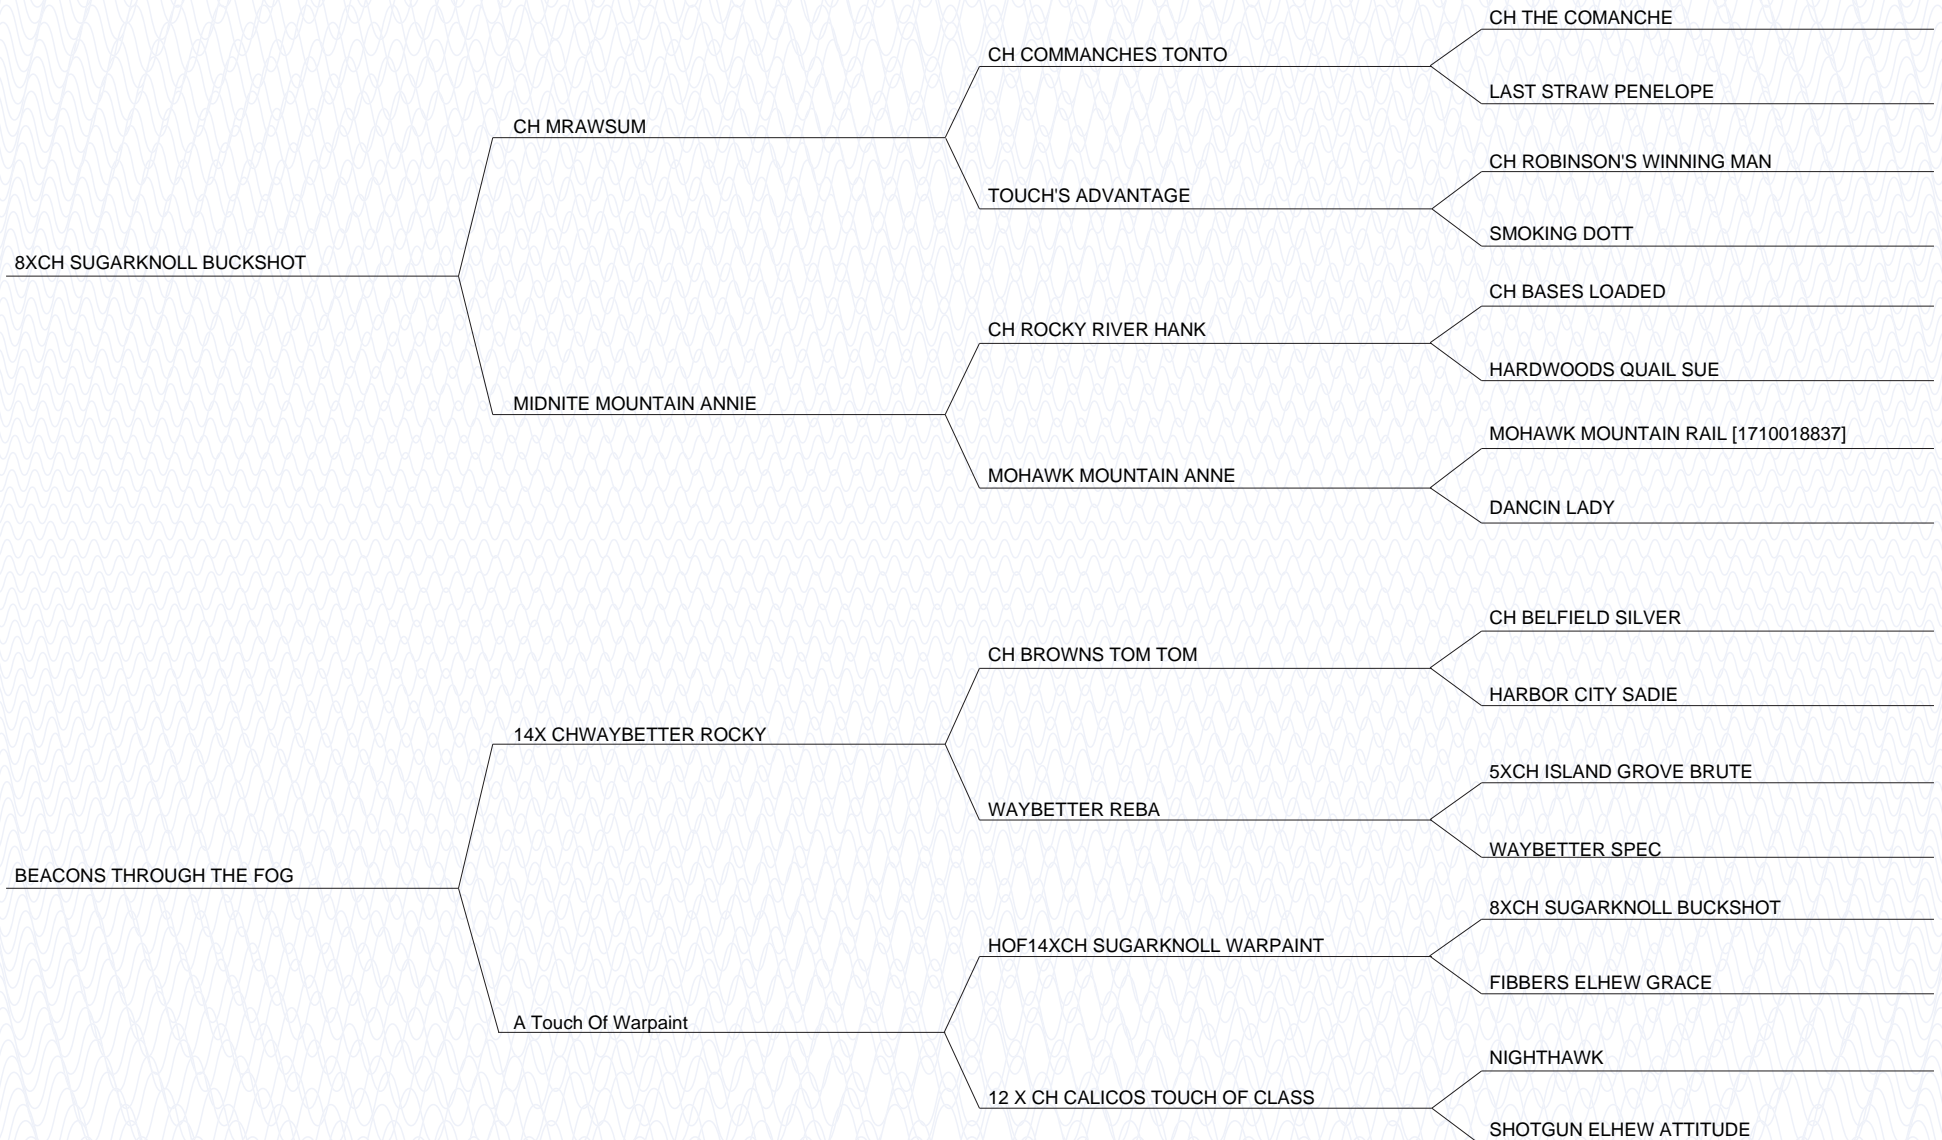 CH THE COMANCHE
CH COMMANCHES TONTO
LAST STRAW PENELOPE
CH MRAWSUM
CH ROBINSON'S WINNING MAN
TOUCH'S ADVANTAGE
SMOKING DOTT
8XCH SUGARKNOLL BUCKSHOT
CH BASES LOADED
CH ROCKY RIVER HANK
HARDWOODS QUAIL SUE
MIDNITE MOUNTAIN ANNIE
MOHAWK MOUNTAIN RAIL [1710018837]
MOHAWK MOUNTAIN ANNE
DANCIN LADY
CH BELFIELD SILVER
CH BROWNS TOM TOM
HARBOR CITY SADIE
14X CHWAYBETTER ROCKY
5XCH ISLAND GROVE BRUTE
WAYBETTER REBA
WAYBETTER SPEC
BEACONS THROUGH THE FOG
8XCH SUGARKNOLL BUCKSHOT
HOF14XCH SUGARKNOLL WARPAINT
FIBBERS ELHEW GRACE
A Touch Of Warpaint
NIGHTHAWK
12 X CH CALICOS TOUCH OF CLASS
SHOTGUN ELHEW ATTITUDE